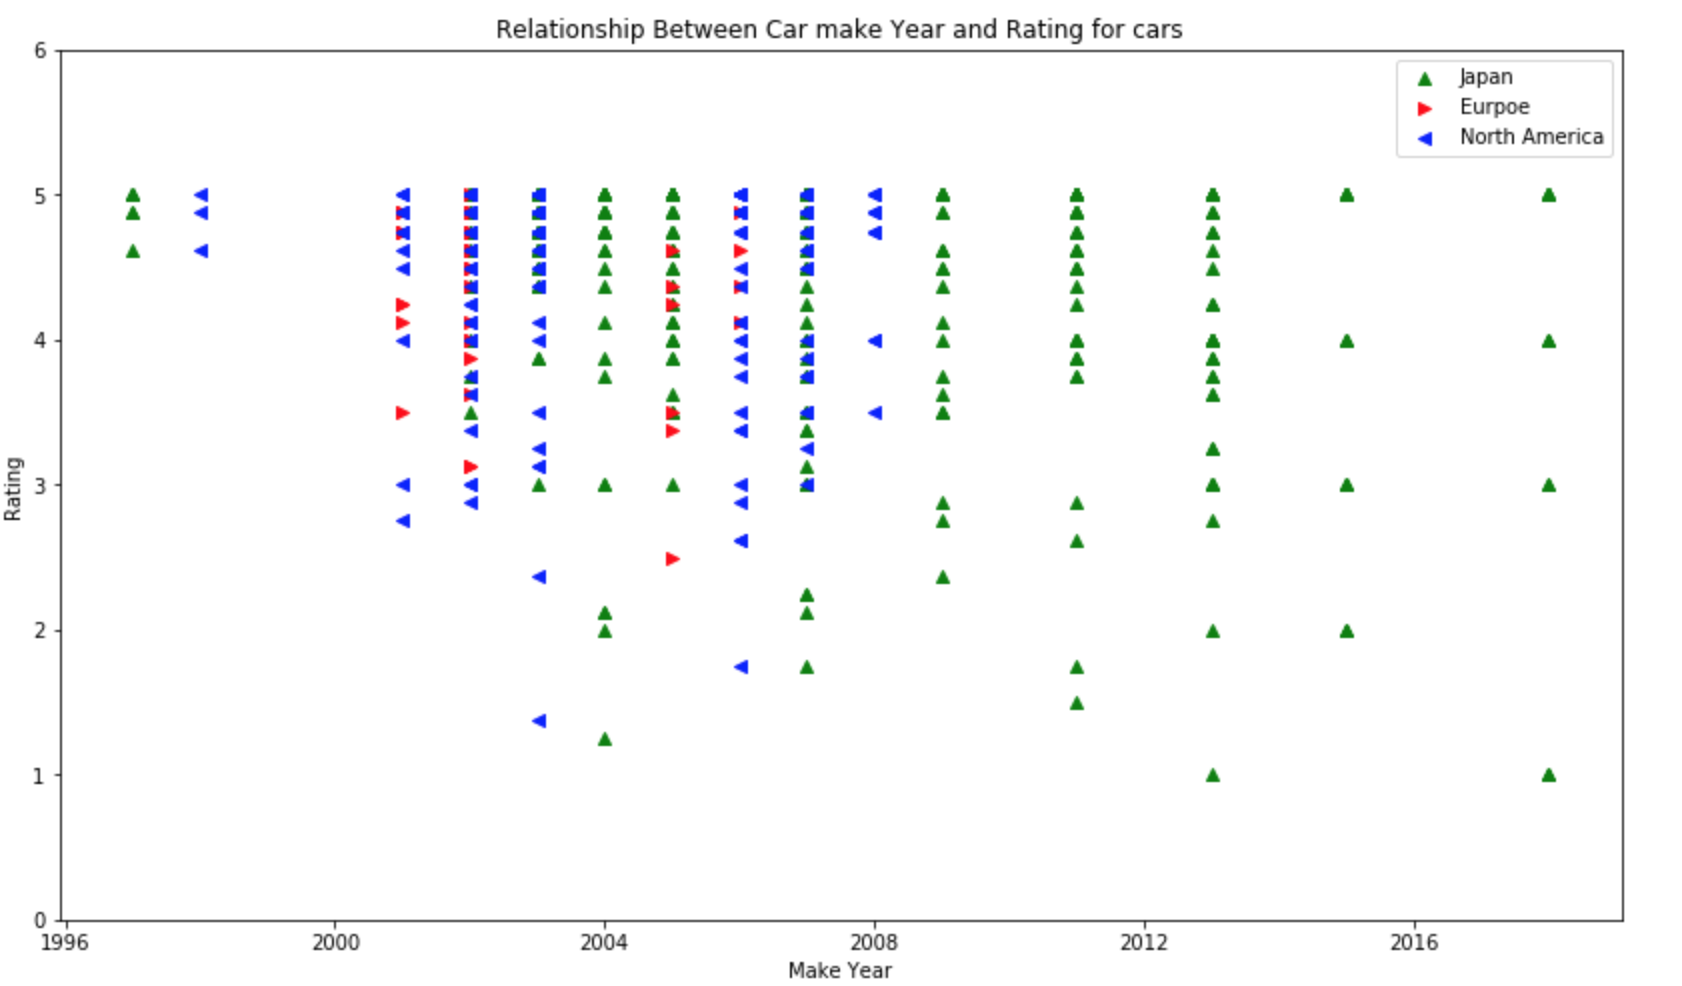 Relationship Between Car make Year and Rating for cars
Japan
Eurpoe
North America
6
5
4
3
2
1
0
Rating
1996 2000 2004 2008 2012 2016
Make Year